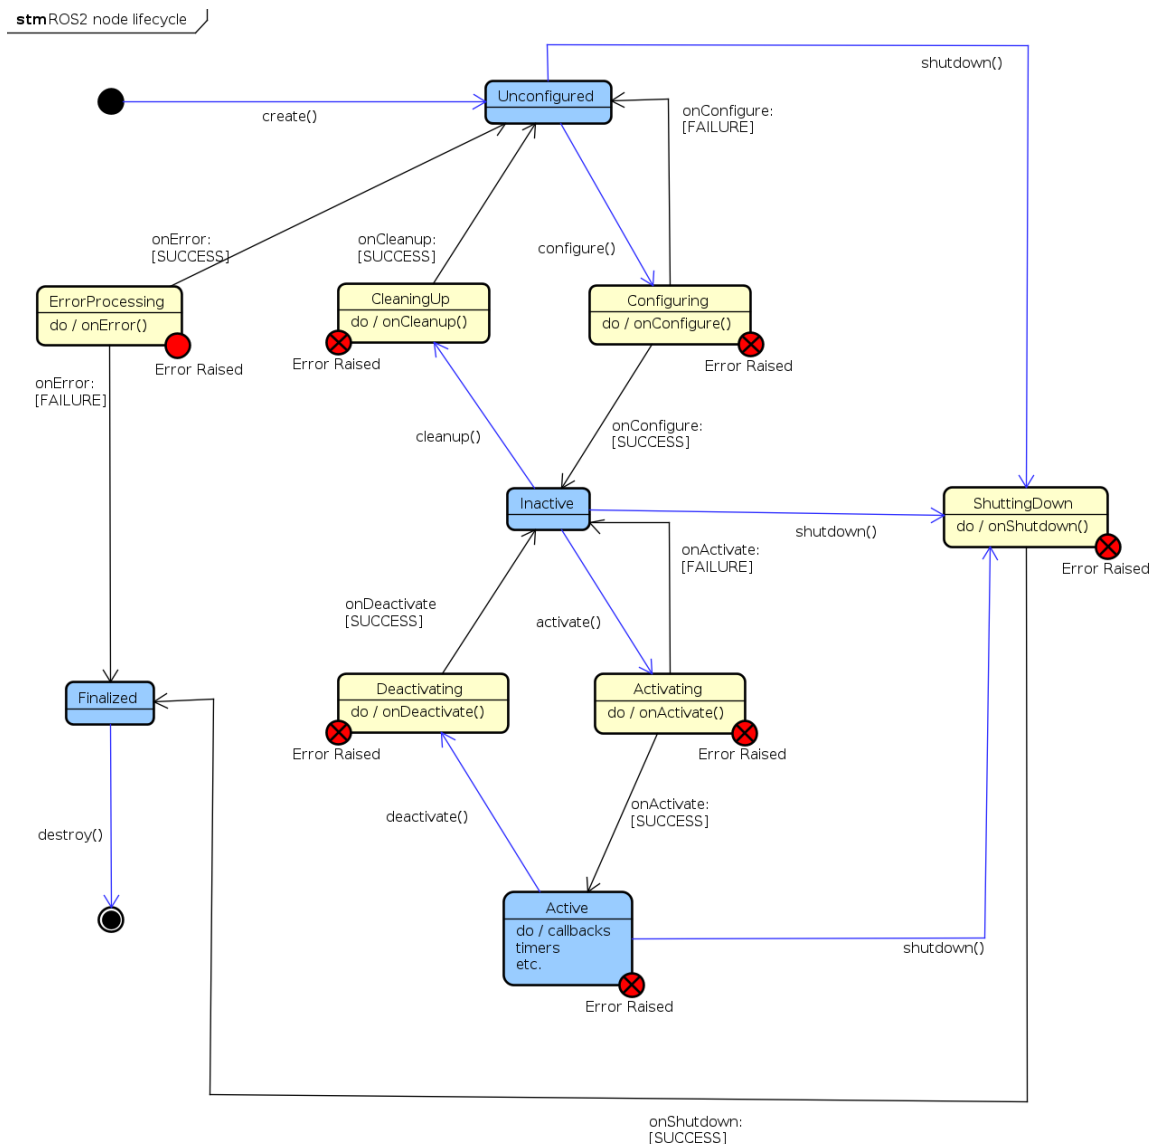 stm ROS2 node lifecycle
shutdown()
Unconfigured
create()
onConfigure:
[FAILURE]
onError:
[SUCCESS]
onCleanup:
[SUCCESS]
configure()
ErrorProcessing
do / onError()
Error Raised
CleaningUp
do / onCleanup()
Error Raised
Configuring
do / onConfigure()
Error Raised
onError:
[FAILURE]
cleanup()
onConfigure:
[SUCCESS]
Inactive
shutdown()
ShuttingDown
do / onShutdown()
Error Raised
onActivate:
[FAILURE]
onDeactivate
[SUCCESS]
activate()
Finalized
Deactivating
do / onDeactivate()
Error Raised
Activating
do / onActivate()
Error Raised
destroy()
deactivate()
onActivate:
[SUCCESS]
Active
do / callbacks
timers
etc.
Error Raised
shutdown()
onShutdown:
[SUCCESS]